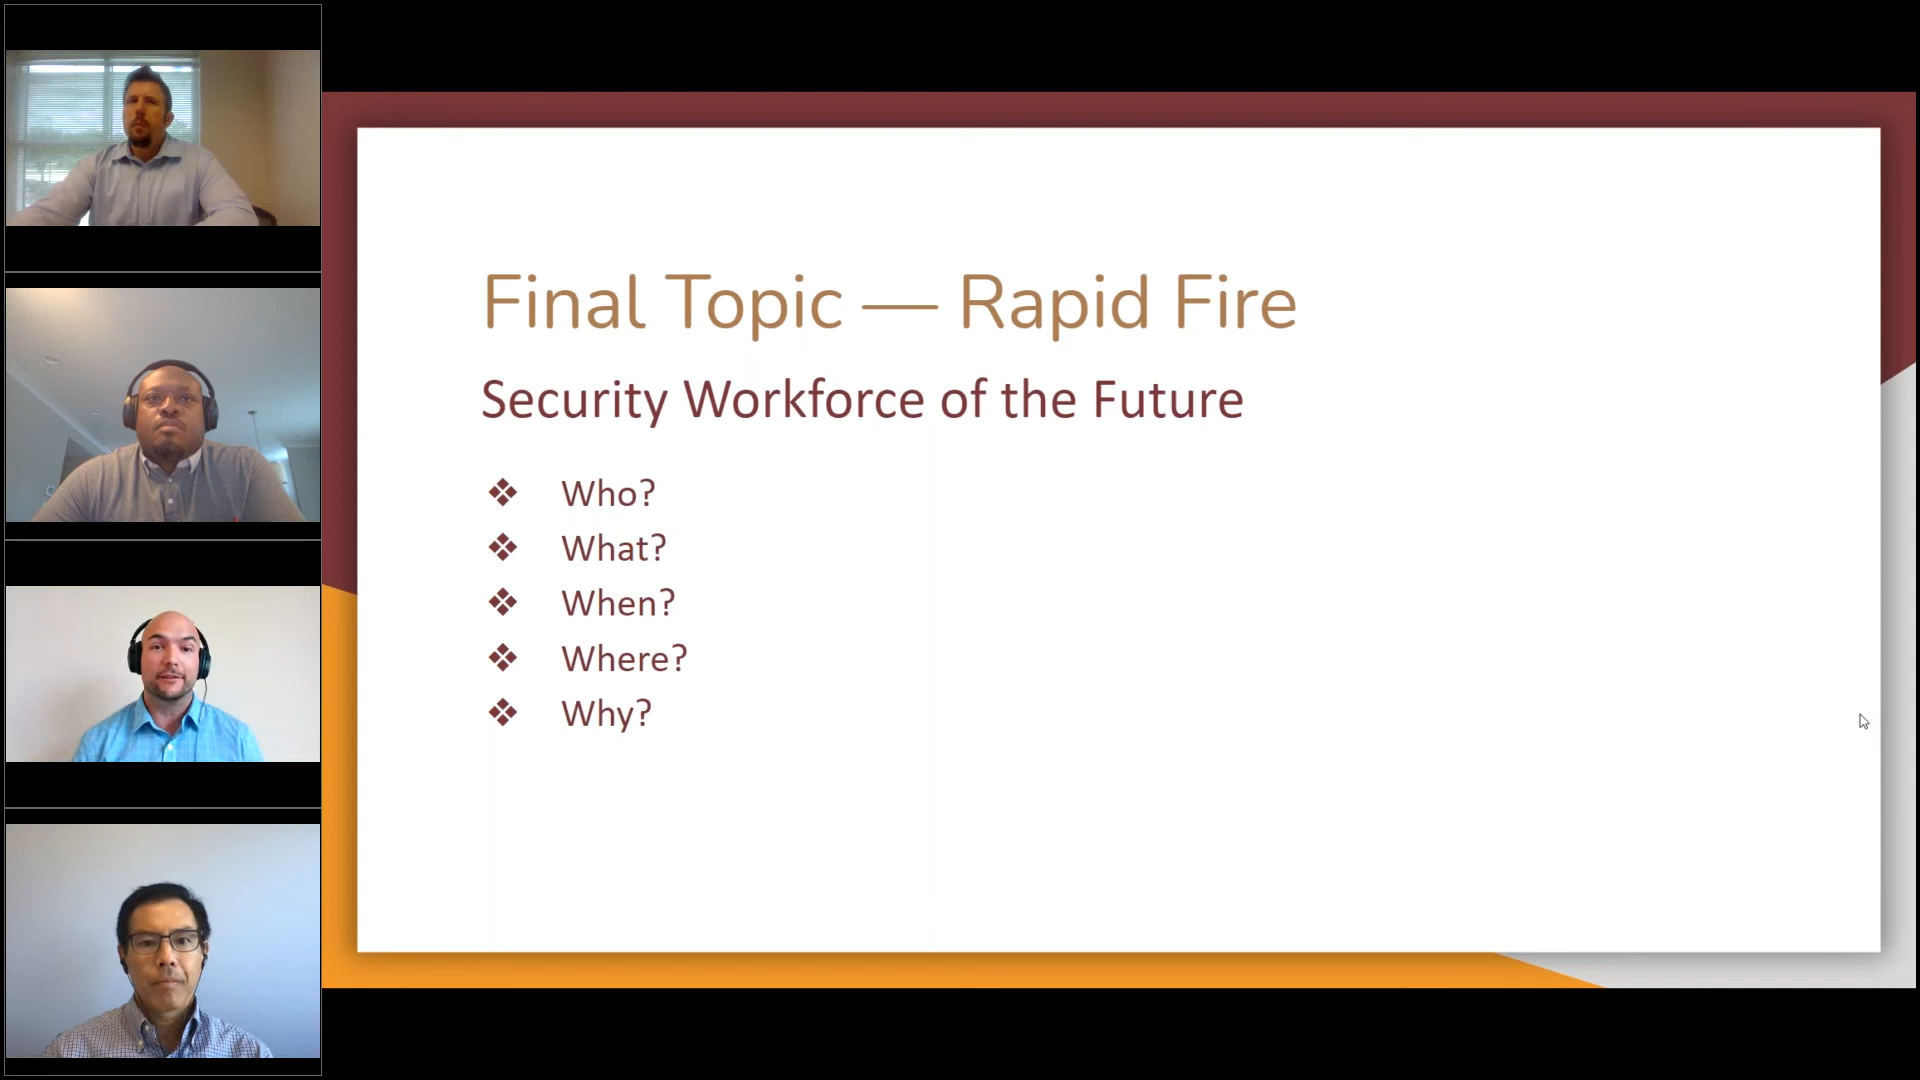 Final Topic — Rapid Fire
Security Workforce of the Future
❖ Who?
❖ What?
❖ When?
❖ Where?
❖ Why?